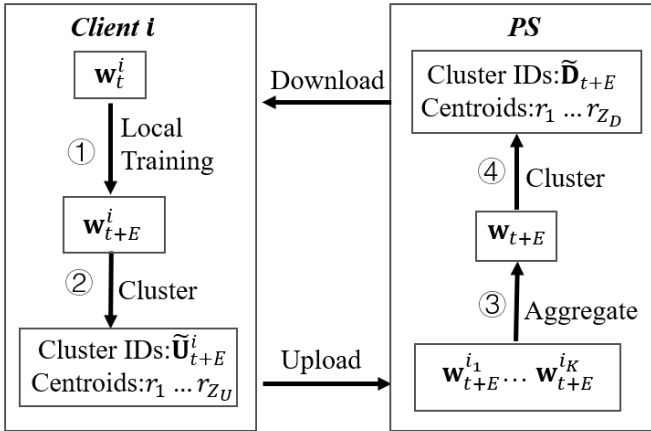 Client i
𝐰_t^i
① Local
Training
𝐰_{t+E}^i
② Cluster
Cluster IDs:𝐔̃_{t+E}^i
Centroids:r_1 … r_{Z_U}
Download
Upload
PS
Cluster IDs:𝐃̃_{t+E}
Centroids:r_1 … r_{Z_D}
④ Cluster
𝐰_{t+E}
③ Aggregate
𝐰_{t+E}^{i_1}… 𝐰_{t+E}^{i_K}